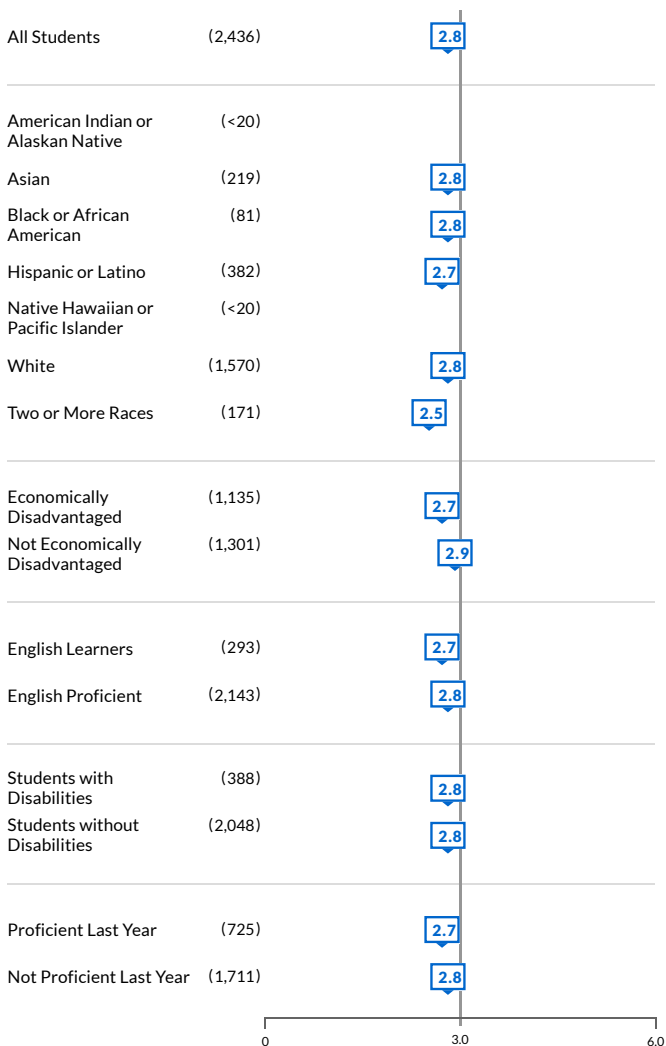 All Students (2,436) 2.8
American Indian or (<20)
Alaskan Native
Asian (219) 2.8
Black or African (81) 2.8
American
Hispanic or Latino (382) 2.7
Native Hawaiian or (<20)
Pacific Islander
White (1,570) 2.8
Two or More Races (171) 2.5
Economically (1,135) 2.7
Disadvantaged
Not Economically (1,301) 2.9
Disadvantaged
English Learners (293) 2.7
English Proficient (2,143) 2.8
Students with (388) 2.8
Disabilities
Students without (2,048) 2.8
Disabilities
Proficient Last Year (725) 2.7
Not Proficient Last Year (1,711) 2.8
0 3.0 6.0